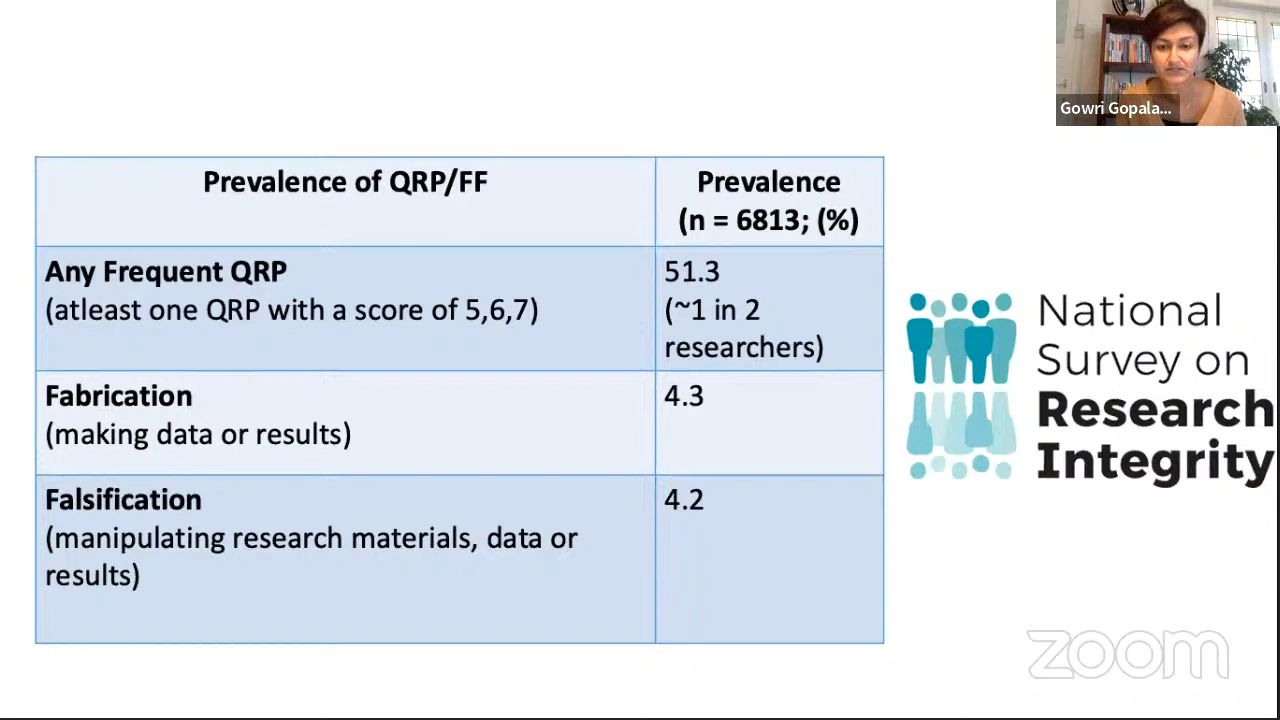 Gowri Gopala...
Prevalence of QRP/FF
Prevalence
(n = 6813; (%)
Any Frequent QRP
(atleast one QRP with a score of 5,6,7)
51.3
(~1 in 2
researchers)
Fabrication
(making data or results)
4.3
Falsification
(manipulating research materials, data or
results)
4.2
National
Survey on
Research
Integrity
zoom